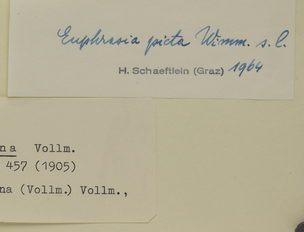 Euphrasia picta Wimm. s. l.
H. Schaeftlein (Graz) 1964
na Vollm.
457 (1905)
na (Vollm.) Vollm.,